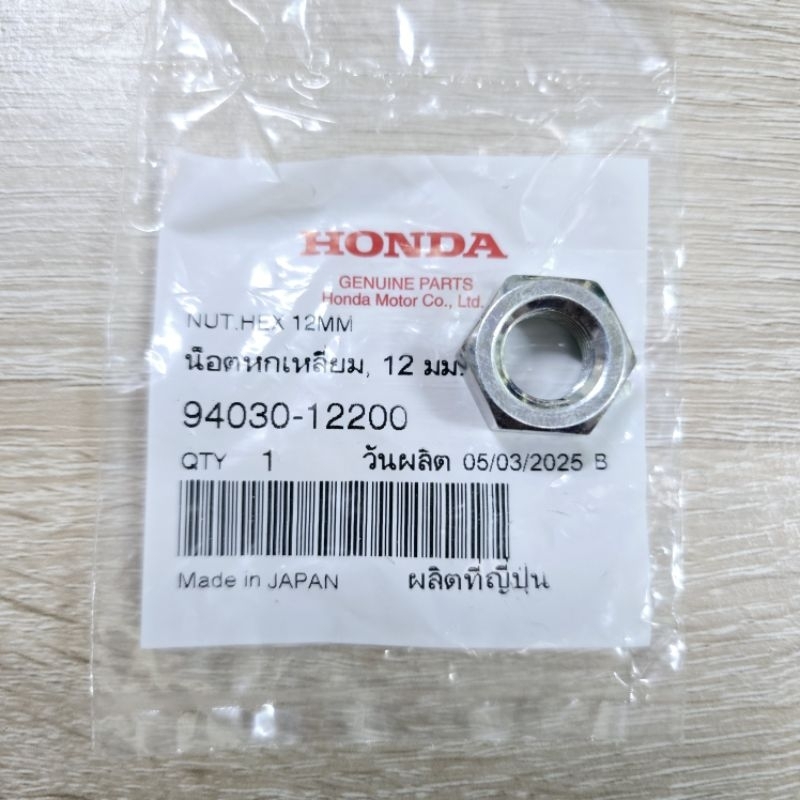 HONDA
GENUINE PARTS
Honda Motor Co., Ltd.
NUT.HEX 12MM
น็อตหกเหลี่ยม, 12 มม.
94030-12200
QTY 1 วันผลิต 05/03/2025 B
Made in JAPAN ผลิตที่ญี่ปุ่น